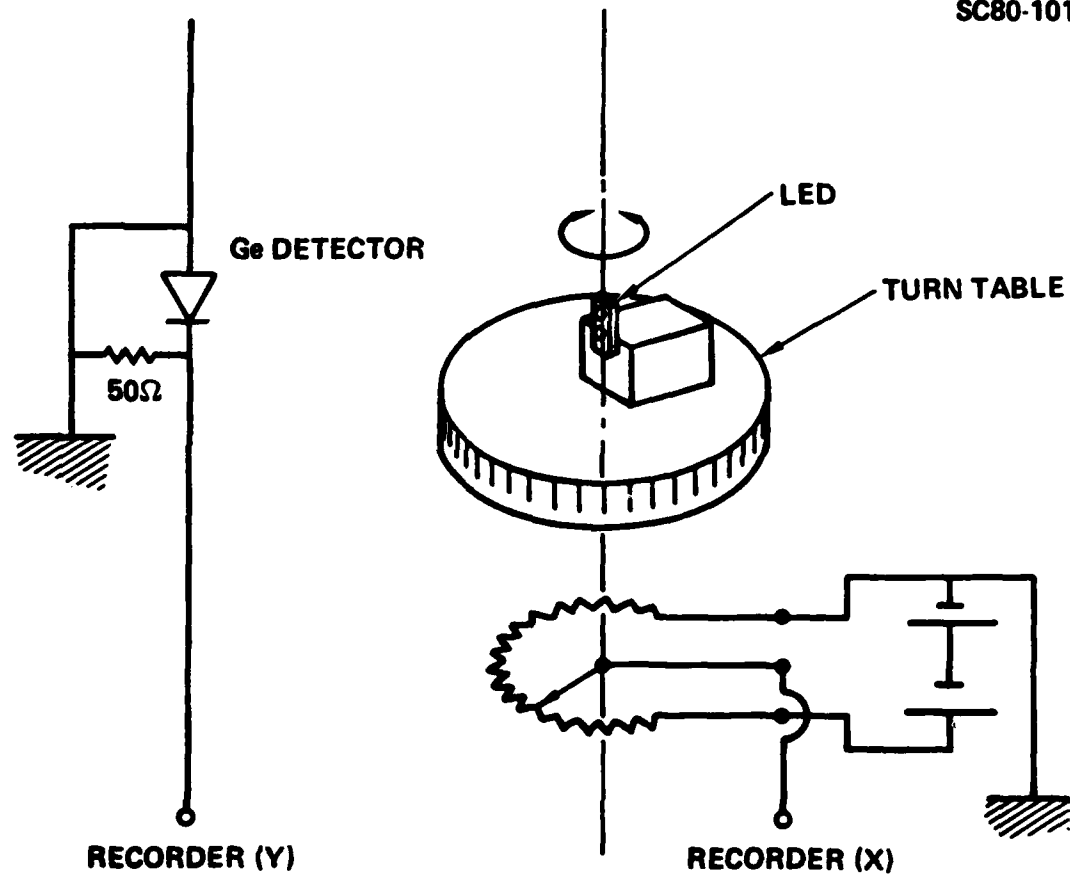 SC80-101
LED
Ge DETECTOR
TURN TABLE
50Ω
RECORDER (Y)
RECORDER (X)